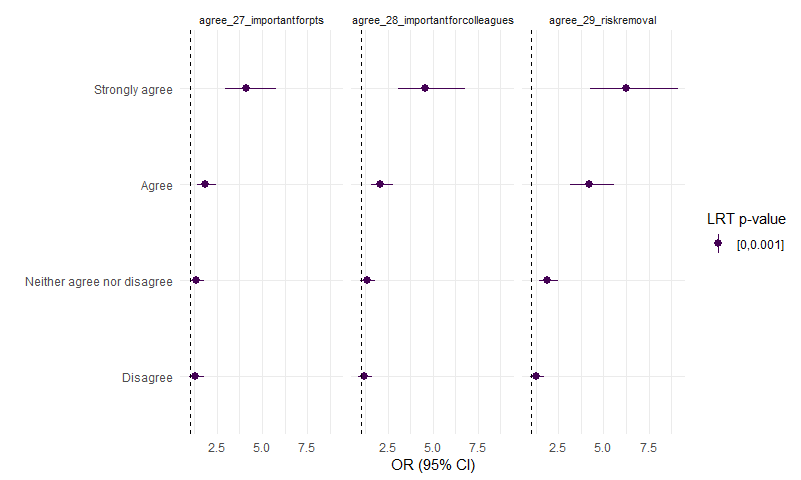 agree_27_importantforpts agree_28_importantforcolleagues agree_29_riskremoval
Strongly agree
Agree
Neither agree nor disagree
Disagree
2.5 5.0 7.5 2.5 5.0 7.5 2.5 5.0 7.5
OR (95% CI)
LRT p-value
[0,0.001]